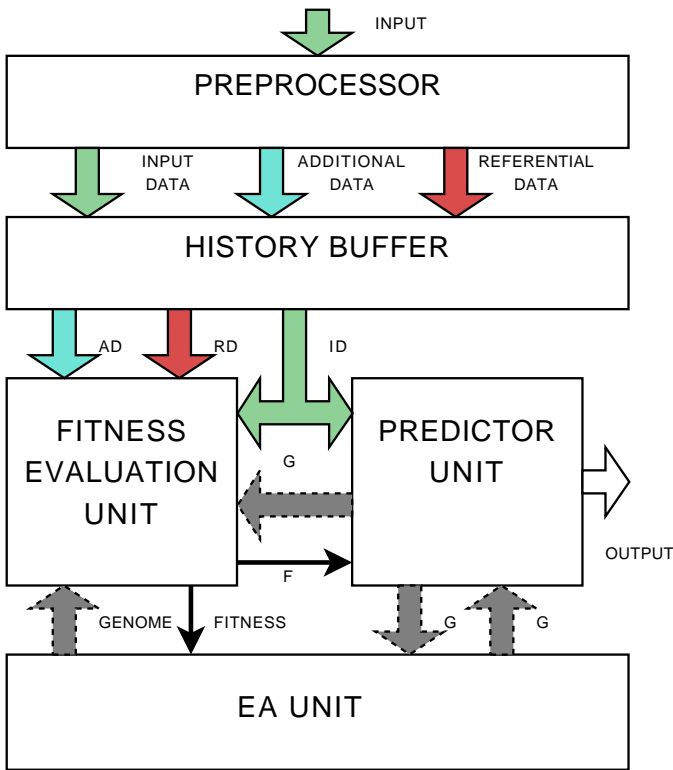 INPUT
PREPROCESSOR
INPUT
DATA
ADDITIONAL
DATA
REFERENTIAL
DATA
HISTORY BUFFER
AD
RD
ID
FITNESS
EVALUATION
UNIT
G
PREDICTOR
UNIT
OUTPUT
F
GENOME
FITNESS
G
G
EA UNIT